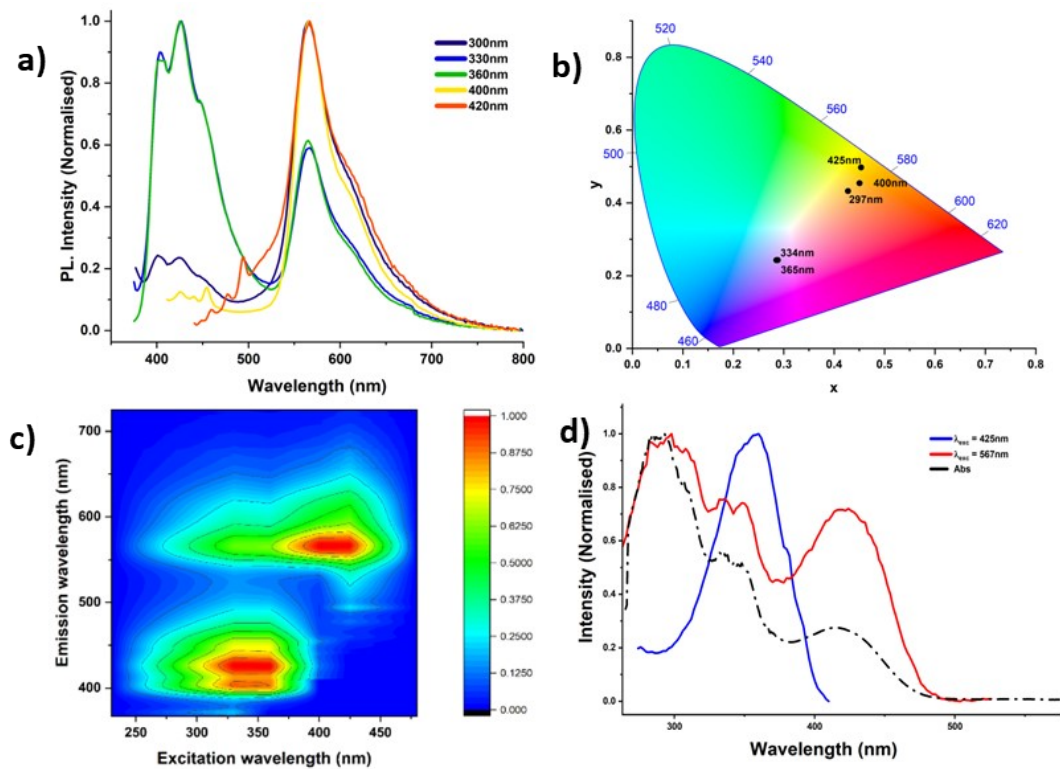 a)
1.0
0.8
0.6
0.4
0.2
0.0
PL. Intensity (Normalised)
300nm
330nm
360nm
400nm
420nm
400 500 600 700 800
Wavelength (nm)
b)
0.8
0.6
0.4
0.2
0.0
y
520
540
560
500
580
600
620
480
460
425nm
400nm
297nm
334nm
365nm
0.0 0.1 0.2 0.3 0.4 0.5 0.6 0.7 0.8
x
c)
700
600
500
400
Emission wavelength (nm)
250 300 350 400 450
Excitation wavelength (nm)
1.000
0.8750
0.7500
0.6250
0.5000
0.3750
0.2500
0.1250
0.000
d)
1.0
0.8
0.6
0.4
0.2
0.0
Intensity (Normalised)
λexc = 425nm
λexc = 567nm
Abs
300 400 500
Wavelength (nm)